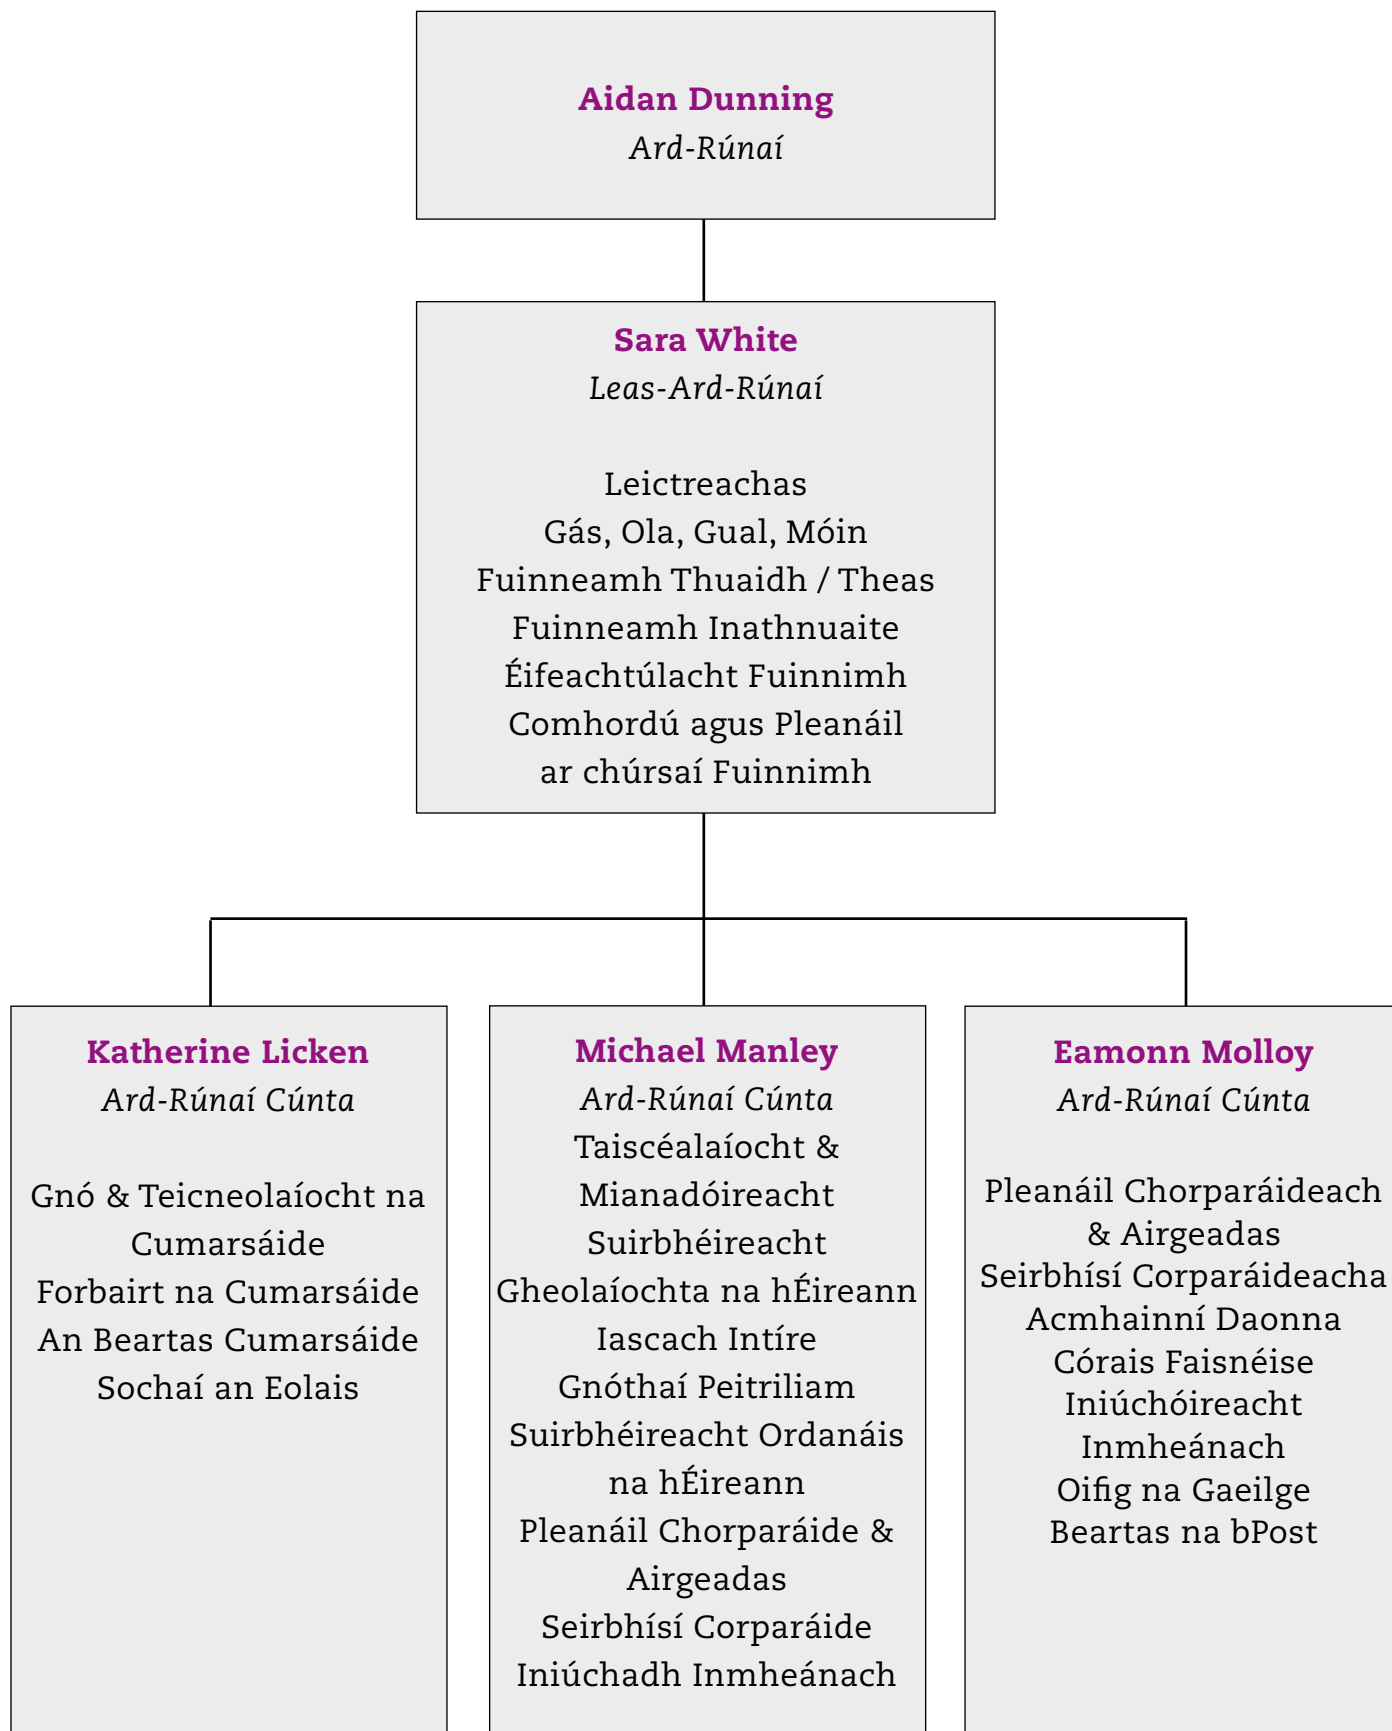 Aidan Dunning
Ard-Rúnaí
Sara White
Leas-Ard-Rúnaí
Leictreachas
Gás, Ola, Gual, Móin
Fuinneamh Thuaidh / Theas
Fuinneamh Inathnuaite
Éifeachtúlacht Fuinnimh
Comhordú agus Pleanáil
ar chúrsaí Fuinnimh
Katherine Licken
Ard-Rúnaí Cúnta
Gnó & Teicneolaíocht na
Cumarsáide
Forbairt na Cumarsáide
An Beartas Cumarsáide
Sochaí an Eolais
Michael Manley
Ard-Rúnaí Cúnta
Taiscéalaíocht &
Mianadóireacht
Suirbhéireacht
Gheolaíochta na hÉireann
Iascach Intíre
Gnóthaí Peitriliam
Suirbhéireacht Ordanáis
na hÉireann
Pleanáil Chorparáide &
Airgeadas
Seirbhísí Corparáide
Iniúchadh Inmheánach
Eamonn Molloy
Ard-Rúnaí Cúnta
Pleanáil Chorparáideach
& Airgeadas
Seirbhísí Corparáideacha
Acmhainní Daonna
Córais Faisnéise
Iniúchóireacht
Inmheánach
Oifig na Gaeilge
Beartas na bPost